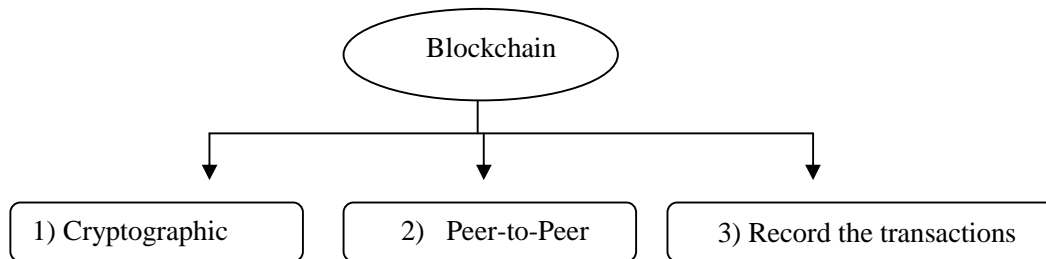 Blockchain
1) Cryptographic
2) Peer-to-Peer
3) Record the transactions